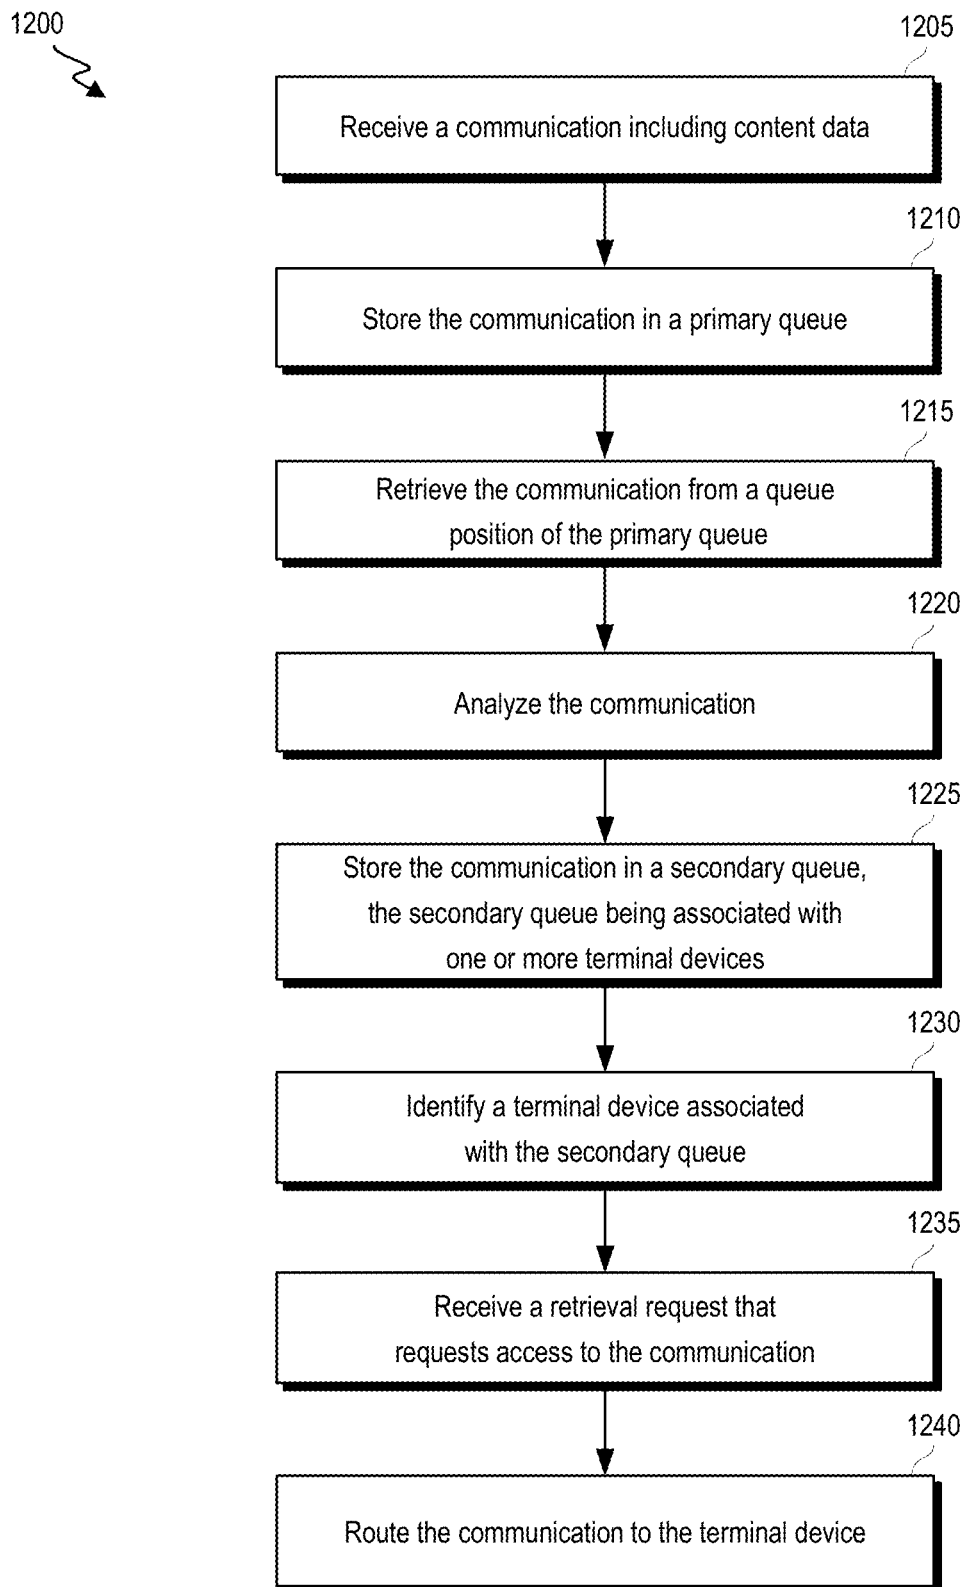 1200
1205
Receive a communication including content data
1210
Store the communication in a primary queue
1215
Retrieve the communication from a queue
position of the primary queue
1220
Analyze the communication
1225
Store the communication in a secondary queue,
the secondary queue being associated with
one or more terminal devices
1230
Identify a terminal device associated
with the secondary queue
1235
Receive a retrieval request that
requests access to the communication
1240
Route the communication to the terminal device